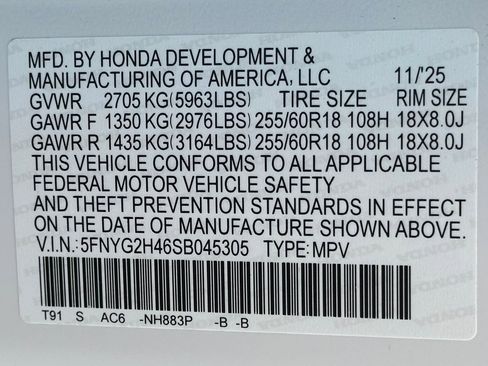 MFD. BY HONDA DEVELOPMENT &
MANUFACTURING OF AMERICA, LLC 11/'25
GVWR 2705 KG(5963LBS) TIRE SIZE RIM SIZE
GAWR F 1350 KG(2976LBS) 255/60R18 108H 18X8.0J
GAWR R 1435 KG(3164LBS) 255/60R18 108H 18X8.0J
THIS VEHICLE CONFORMS TO ALL APPLICABLE
FEDERAL MOTOR VEHICLE SAFETY
AND THEFT PREVENTION STANDARDS IN EFFECT
ON THE DATE OF MANUFACTURE SHOWN ABOVE.
V.I.N.:5FNYG2H46SB045305 TYPE:MPV
T91 S AC6 -NH883P -B -B